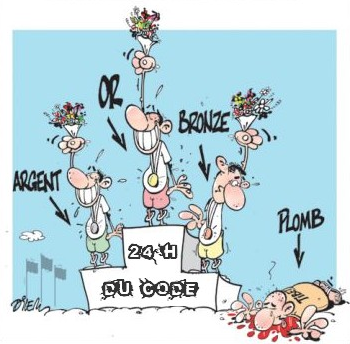 OR
BRONZE
ARGENT
PLOMB
24 H
DU CODE